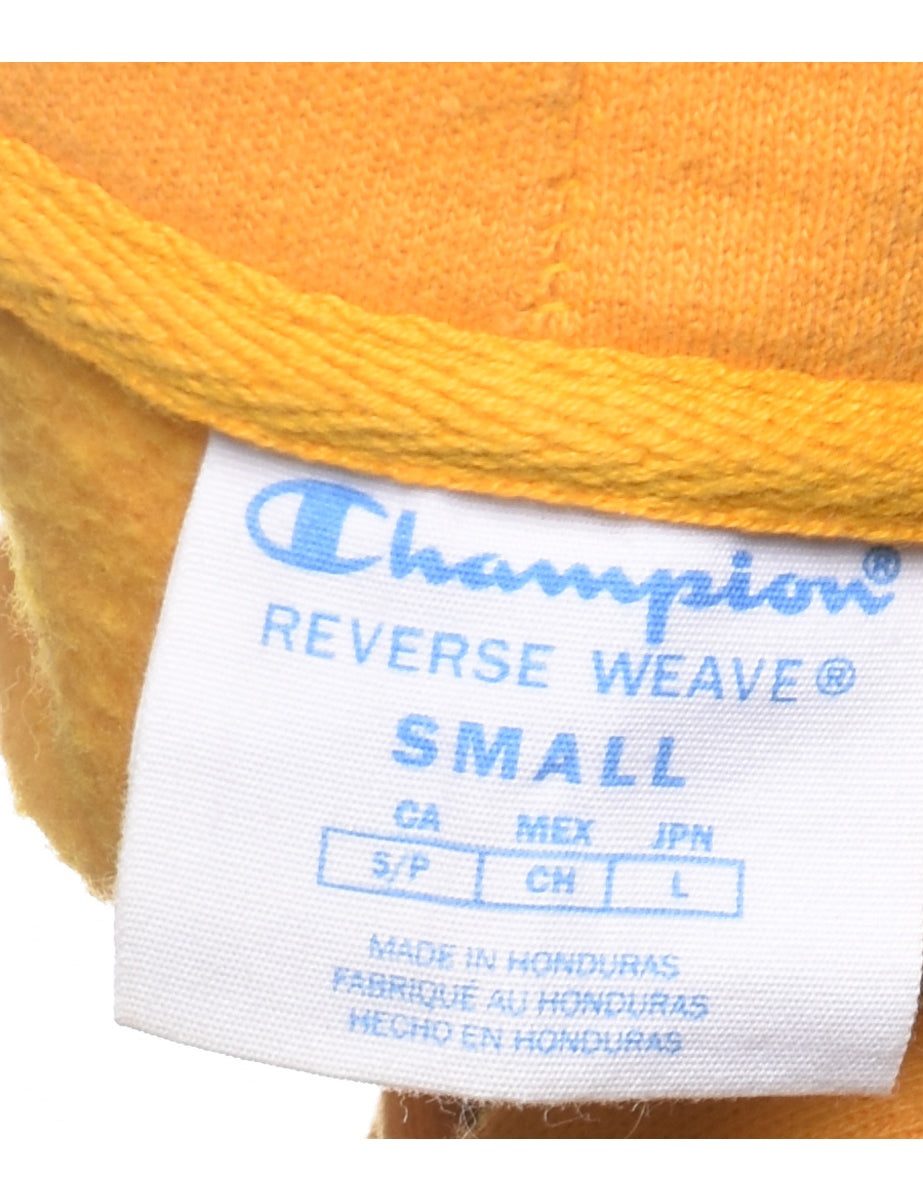 Champion®
REVERSE WEAVE®
SMALL
CA MEX JPN
S/P CH L
MADE IN HONDURAS
FABRIQUÉ AU HONDURAS
HECHO EN HONDURAS